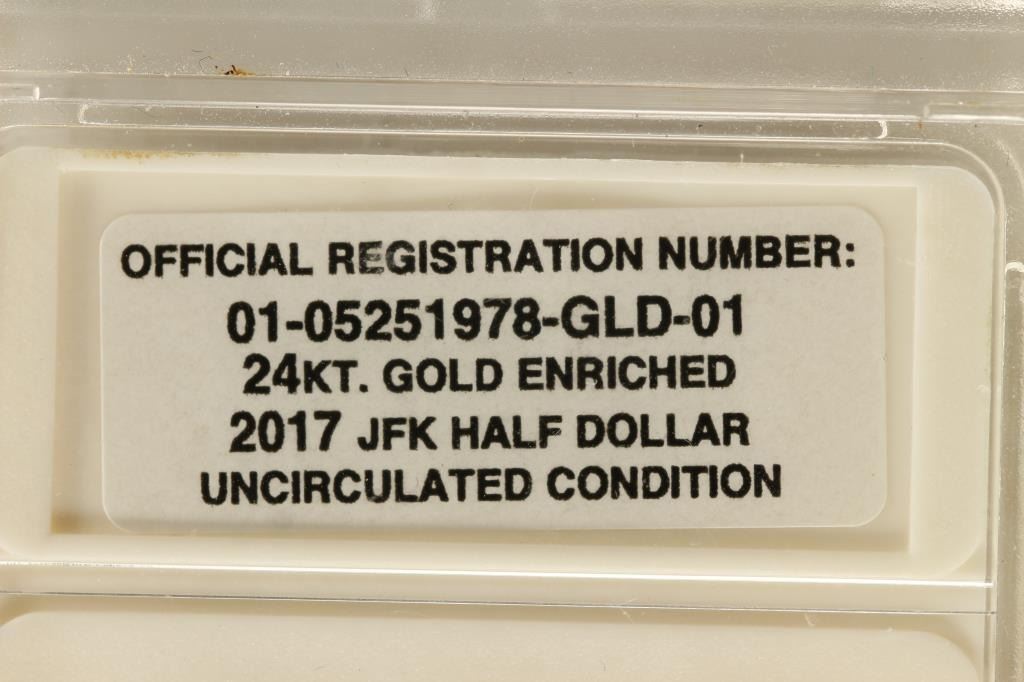 OFFICIAL REGISTRATION NUMBER:
01-05251978-GLD-01
24KT. GOLD ENRICHED
2017 JFK HALF DOLLAR
UNCIRCULATED CONDITION